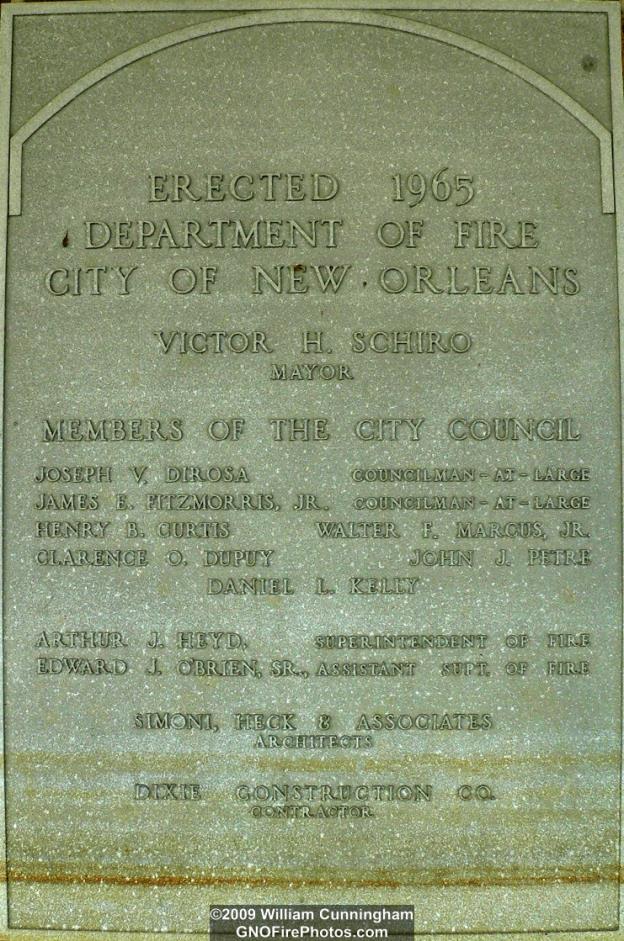 ERECTED 1965
DEPARTMENT OF FIRE
CITY OF NEW ORLEANS
VICTOR H. SCHIRO
MAYOR
MEMBERS OF THE CITY COUNCIL
JOSEPH V. DIROSA COUNCILMAN-AT-LARGE
JAMES E. FITZMORRIS, JR. COUNCILMAN-AT-LARGE
HENRY B. CURTIS WALTER F. MARCUS, JR.
CLARENCE O. DUPUY JOHN J. PETRE
DANIEL L. KELLY
ARTHUR J. HEYD, SUPERINTENDENT OF FIRE
EDWARD J. O'BRIEN, SR., ASSISTANT SUPT. OF FIRE
SIMONI, HECK & ASSOCIATES
ARCHITECTS
DIXIE CONSTRUCTION CO.
CONTRACTOR
©2009 William Cunningham
GNOFirePhotos.com